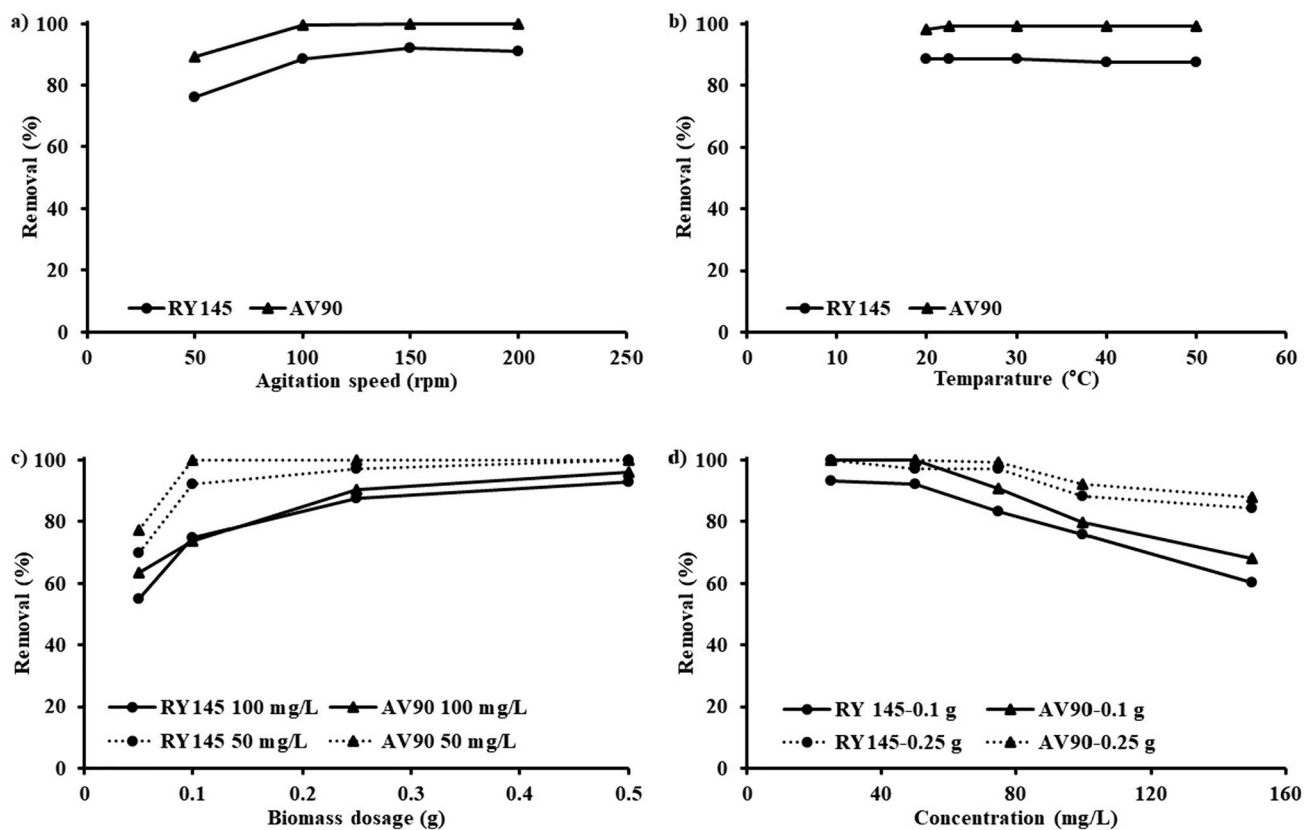 a)
100
80
60
40
20
0
Removal (%)
RY145 AV90
0 50 100 150 200 250
Agitation speed (rpm)
b)
100
80
60
40
20
0
Removal (%)
RY145 AV90
0 10 20 30 40 50 60
Temparature (°C)
c)
100
80
60
40
20
0
Removal (%)
RY145 100 mg/L AV90 100 mg/L
RY145 50 mg/L AV90 50 mg/L
0 0.1 0.2 0.3 0.4 0.5
Biomass dosage (g)
d)
100
80
60
40
20
0
Removal (%)
RY 145-0.1 g AV90-0.1 g
RY145-0.25 g AV90-0.25 g
0 40 80 120 160
Concentration (mg/L)